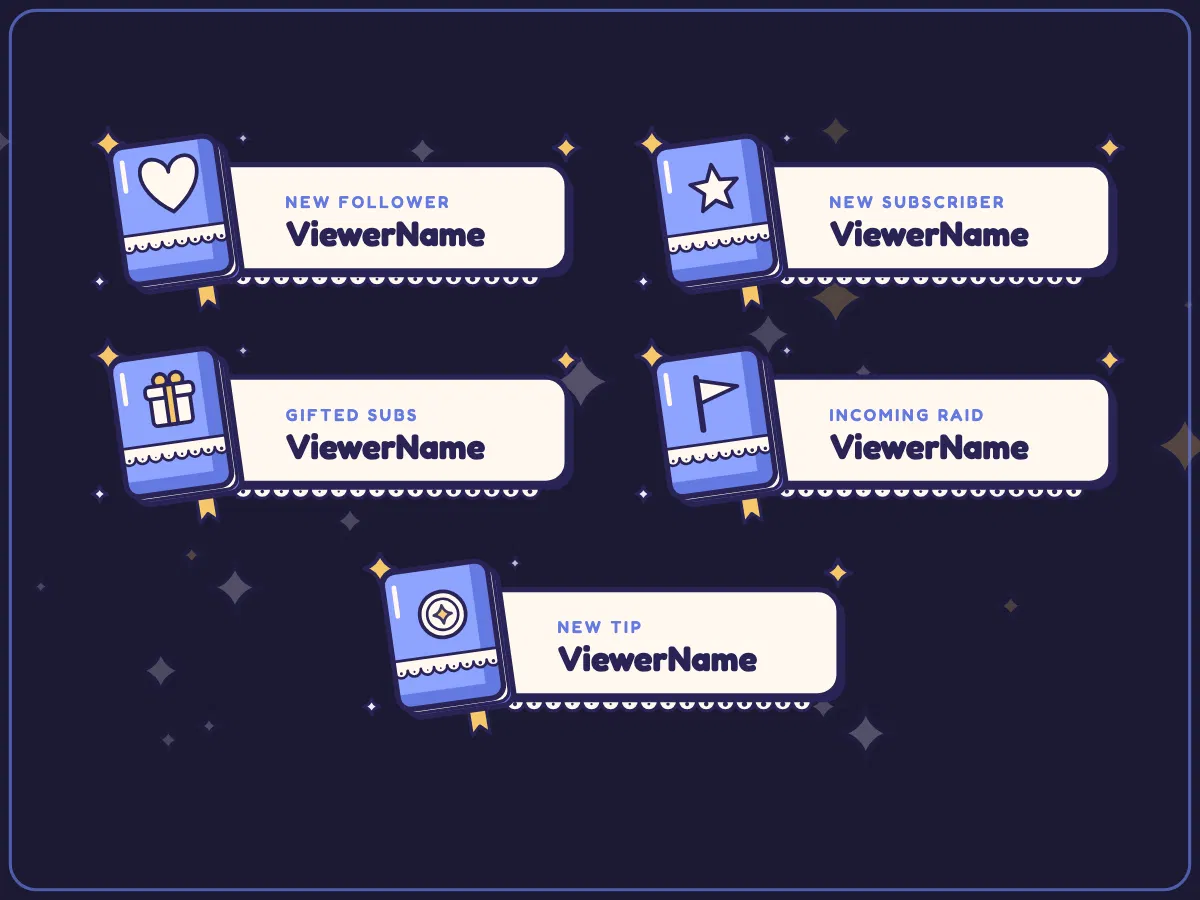 NEW FOLLOWER
ViewerName
NEW SUBSCRIBER
ViewerName
GIFTED SUBS
ViewerName
INCOMING RAID
ViewerName
NEW TIP
ViewerName